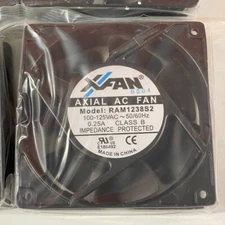 XFAN
AXIAL AC FAN
Model: RAM1238S2
100-125VAC ~ 50/60Hz
0.25A CLASS B
IMPEDANCE PROTECTED
MADE IN CHINA